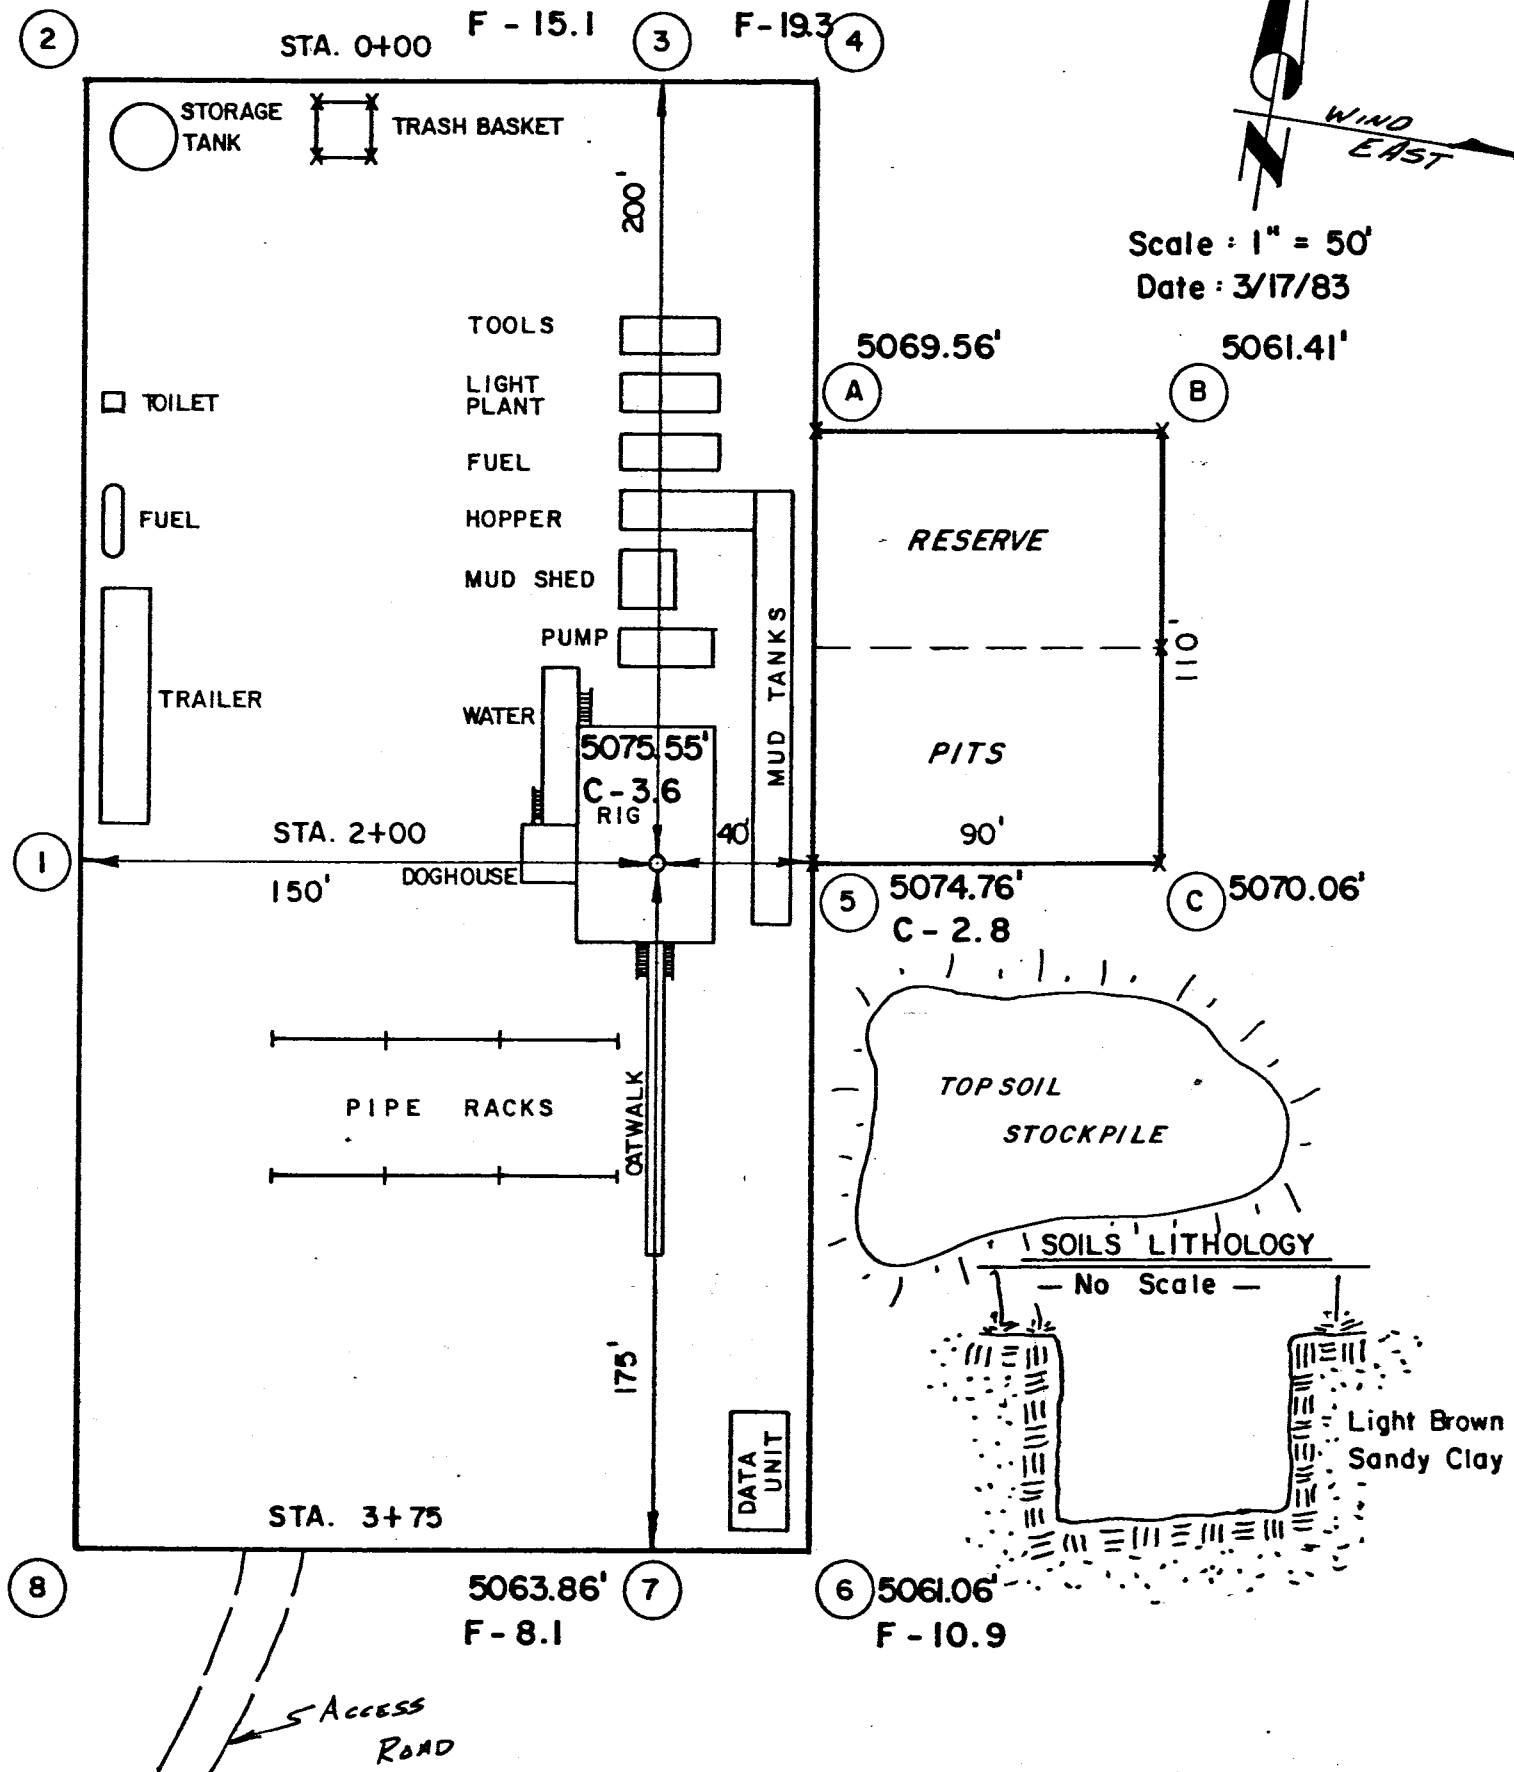 2
STA. 0+00
F - 15.1
3
F-19.3
4
STORAGE
TANK
TRASH BASKET
200'
N
WIND
EAST
Scale : 1" = 50'
Date : 3/17/83
TOOLS
LIGHT
PLANT
FUEL
HOPPER
MUD SHED
PUMP
WATER
TOILET
FUEL
TRAILER
MUD TANKS
5069.56'
A
5061.41'
B
RESERVE
PITS
110'
90'
5075.55'
C-3.6
RIG
40'
1
STA. 2+00
150'
DOGHOUSE
5
5074.76'
C-2.8
C
5070.06'
PIPE RACKS
CATWALK
TOPSOIL
STOCKPILE
SOILS LITHOLOGY
— No Scale —
Light Brown
Sandy Clay
175'
DATA
UNIT
STA. 3+75
8
5063.86'
F-8.1
7
6
5061.06'
F-10.9
ACCESS
ROAD